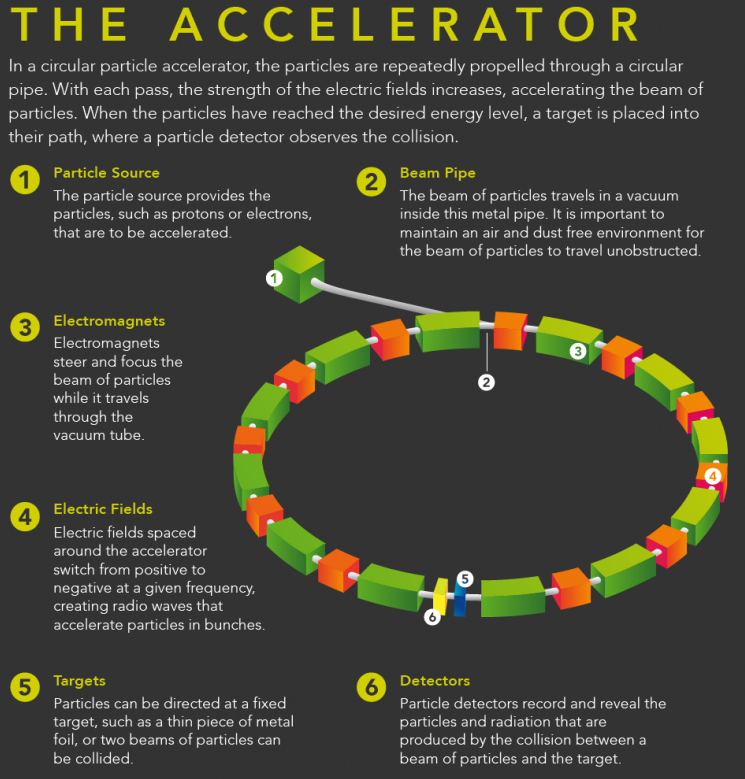 THE ACCELERATOR
In a circular particle accelerator, the particles are repeatedly propelled through a circular
pipe. With each pass, the strength of the electric fields increases, accelerating the beam of
particles. When the particles have reached the desired energy level, a target is placed into
their path, where a particle detector observes the collision.
1
Particle Source
The particle source provides the
particles, such as protons or electrons,
that are to be accelerated.
2
Beam Pipe
The beam of particles travels in a vacuum
inside this metal pipe. It is important to
maintain an air and dust free environment for
the beam of particles to travel unobstructed.
1
3
Electromagnets
Electromagnets
steer and focus the
beam of particles
while it travels
through the
vacuum tube.
3
2
4
4
Electric Fields
Electric fields spaced
around the accelerator
switch from positive to
negative at a given frequency,
creating radio waves that
accelerate particles in bunches.
5
6
5
Targets
Particles can be directed at a fixed
target, such as a thin piece of metal
foil, or two beams of particles can
be collided.
6
Detectors
Particle detectors record and reveal the
particles and radiation that are
produced by the collision between a
beam of particles and the target.